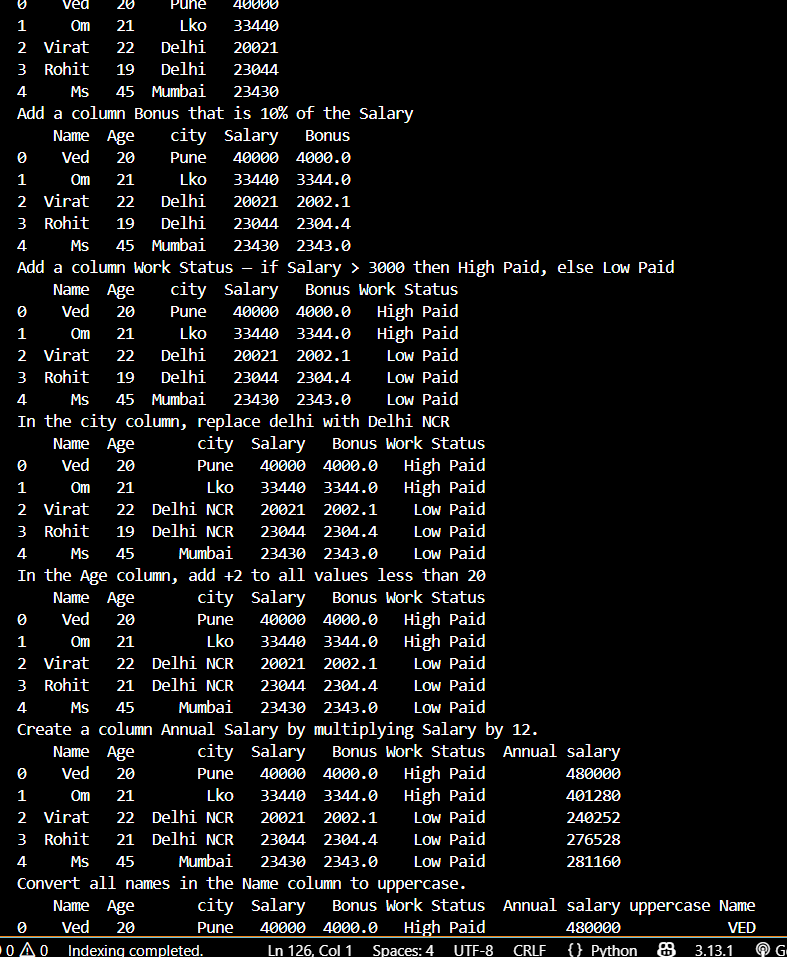 0 Ved 20 Pune 40000
1 Om 21 Lko 33440
2 Virat 22 Delhi 20021
3 Rohit 19 Delhi 23044
4 Ms 45 Mumbai 23430
Add a column Bonus that is 10% of the Salary
Name Age city Salary Bonus
0 Ved 20 Pune 40000 4000.0
1 Om 21 Lko 33440 3344.0
2 Virat 22 Delhi 20021 2002.1
3 Rohit 19 Delhi 23044 2304.4
4 Ms 45 Mumbai 23430 2343.0
Add a column Work Status – if Salary > 3000 then High Paid, else Low Paid
Name Age city Salary Bonus Work Status
0 Ved 20 Pune 40000 4000.0 High Paid
1 Om 21 Lko 33440 3344.0 High Paid
2 Virat 22 Delhi 20021 2002.1 Low Paid
3 Rohit 19 Delhi 23044 2304.4 Low Paid
4 Ms 45 Mumbai 23430 2343.0 Low Paid
In the city column, replace delhi with Delhi NCR
Name Age city Salary Bonus Work Status
0 Ved 20 Pune 40000 4000.0 High Paid
1 Om 21 Lko 33440 3344.0 High Paid
2 Virat 22 Delhi NCR 20021 2002.1 Low Paid
3 Rohit 19 Delhi NCR 23044 2304.4 Low Paid
4 Ms 45 Mumbai 23430 2343.0 Low Paid
In the Age column, add +2 to all values less than 20
Name Age city Salary Bonus Work Status
0 Ved 20 Pune 40000 4000.0 High Paid
1 Om 21 Lko 33440 3344.0 High Paid
2 Virat 22 Delhi NCR 20021 2002.1 Low Paid
3 Rohit 21 Delhi NCR 23044 2304.4 Low Paid
4 Ms 45 Mumbai 23430 2343.0 Low Paid
Create a column Annual Salary by multiplying Salary by 12.
Name Age city Salary Bonus Work Status Annual salary
0 Ved 20 Pune 40000 4000.0 High Paid 480000
1 Om 21 Lko 33440 3344.0 High Paid 401280
2 Virat 22 Delhi NCR 20021 2002.1 Low Paid 240252
3 Rohit 21 Delhi NCR 23044 2304.4 Low Paid 276528
4 Ms 45 Mumbai 23430 2343.0 Low Paid 281160
Convert all names in the Name column to uppercase.
Name Age city Salary Bonus Work Status Annual salary uppercase Name
0 Ved 20 Pune 40000 4000.0 High Paid 480000 VED
0 0 Indexing completed. Ln 126, Col 1 Spaces: 4 UTF-8 CRLF {} Python 3.13.1